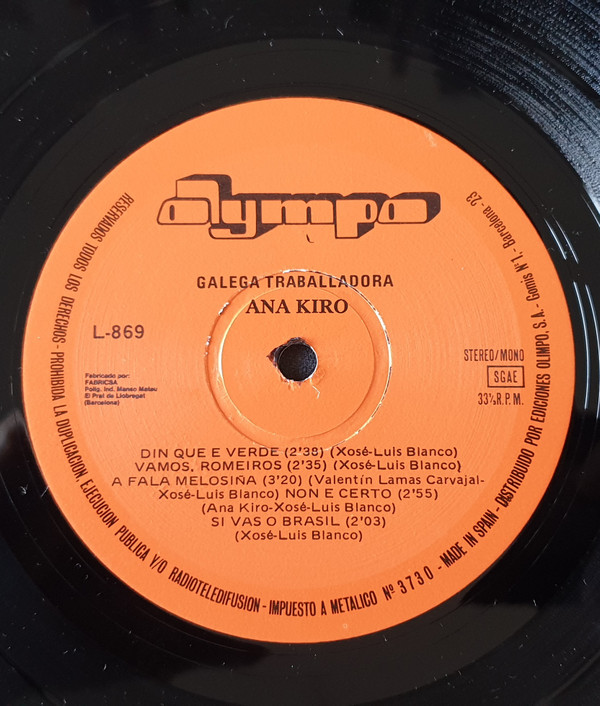 olympo
GALEGA TRABALLADORA
ANA KIRO
L-869
Fabricado por:
FABRICSA
Polig. Ind. Manso Mateu
El Prat de Llobregat
(Barcelona)
STEREO/MONO
SGAE
33⅓ R.P.M.
DIN QUE E VERDE (2'38) (Xosé-Luis Blanco)
VAMOS, ROMEIROS (2'35) (Xosé-Luis Blanco)
A FALA MELOSINA (3'20) (Valentín Lamas Carvajal-
Xosé-Luis Blanco) NON E CERTO (2'55)
(Ana Kiro-Xosé-Luis Blanco)
SI VAS O BRASIL (2'03)
(Xosé-Luis Blanco)
RESERVADOS TODOS LOS DERECHOS - PROHIBIDA LA DUPLICACION, EJECUCION PUBLICA Y/O RADIOTELEDIFUSION - IMPUESTO A METALICO Nº 3730 - MADE IN SPAIN - DISTRIBUIDO POR EDICIONES OLIMPO, S.A. - Gomis Nº 1. Barcelona - 23